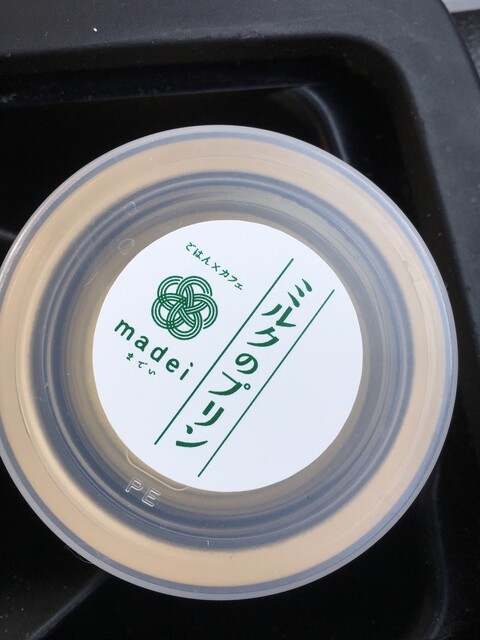 ごはん×カフェ
madei
までい
ミルクのプリン
PE